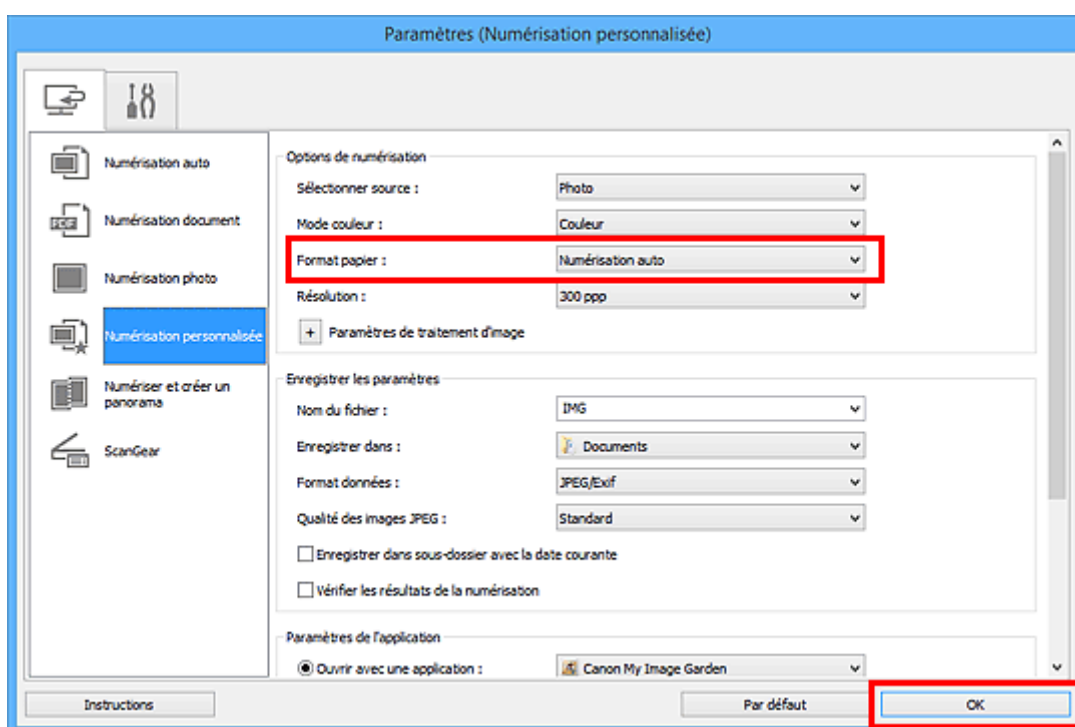 Paramètres (Numérisation personnalisée)
Numérisation auto
Numérisation document
Numérisation photo
Numérisation personnalisée
Numériser et créer un
panorama
ScanGear
Options de numérisation
Sélectionner source : Photo
Mode couleur : Couleur
Format papier : Numérisation auto
Résolution : 300 ppp
+ Paramètres de traitement d'image
Enregistrer les paramètres
Nom du fichier : IMG
Enregistrer dans : Documents
Format données : JPEG/Exif
Qualité des images JPEG : Standard
Enregistrer dans sous-dossier avec la date courante
Vérifier les résultats de la numérisation
Paramètres de l'application
Ouvrir avec une application : Canon My Image Garden
Instructions Par défaut OK